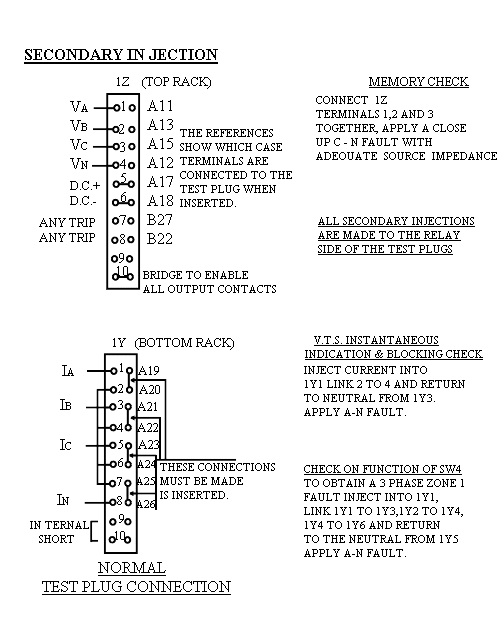 SECONDARY IN JECTION
1Z (TOP RACK)
VA 1 A11
VB 2 A13
VC 3 A15
VN 4 A12
D.C.+ 5 A17
D.C.- 6 A18
ANY TRIP 7 B27
ANY TRIP 8 B22
9
10
THE REFERENCES
SHOW WHICH CASE
TERMINALS ARE
CONNECTED TO THE
TEST PLUG WHEN
INSERTED.
BRIDGE TO ENABLE
ALL OUTPUT CONTACTS
MEMORY CHECK
CONNECT 1Z
TERMINALS 1,2 AND 3
TOGETHER, APPLY A CLOSE
UP C - N FAULT WITH
ADEOUATE SOURCE IMPEDANCE
ALL SECONDARY INJECTIONS
ARE MADE TO THE RELAY
SIDE OF THE TEST PLUGS
1Y (BOTTOM RACK)
IA 1 A19
2 A20
IB 3 A21
4 A22
IC 5 A23
6 A24
7 A25
IN 8 A26
IN TERNAL 9
SHORT 10
THESE CONNECTIONS
MUST BE MADE
IS INSERTED.
NORMAL
TEST PLUG CONNECTION
V.T.S. INSTANTANEOUS
INDICATION & BLOCKING CHECK
INJECT CURRENT INTO
1Y1 LINK 2 TO 4 AND RETURN
TO NEUTRAL FROM 1Y3.
APPLY A-N FAULT.
CHECK ON FUNCTION OF SW4
TO OBTAIN A 3 PHASE ZONE 1
FAULT INJECT INTO 1Y1,
LINK 1Y1 TO 1Y3,1Y2 TO 1Y4,
1Y4 TO 1Y6 AND RETURN
TO THE NEUTRAL FROM 1Y5
APPLY A-N FAULT.